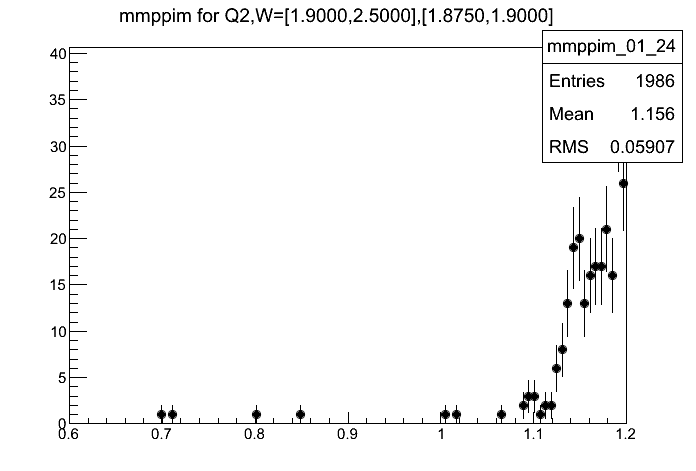 mmppim for Q2,W=[1.9000,2.5000],[1.8750,1.9000]
mmppim_01_24
Entries 1986
Mean 1.156
RMS 0.05907
40
35
30
25
20
15
10
5
0
0.6 0.7 0.8 0.9 1 1.1 1.2